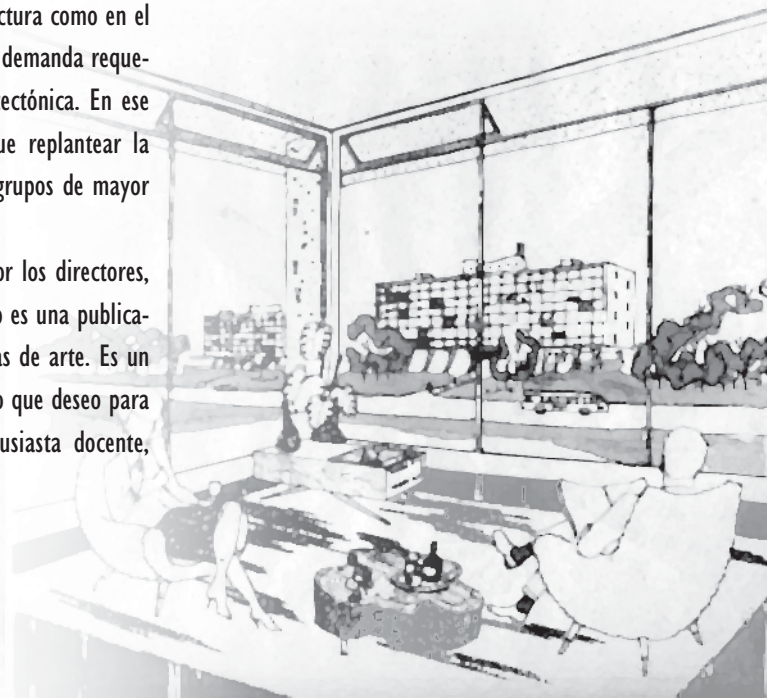 ctura como en el
demanda reque-
tectónica. En ese
ue replantear la
grupos de mayor
or los directores,
o es una publica-
as de arte. Es un
o que deseo para
usiasta docente,